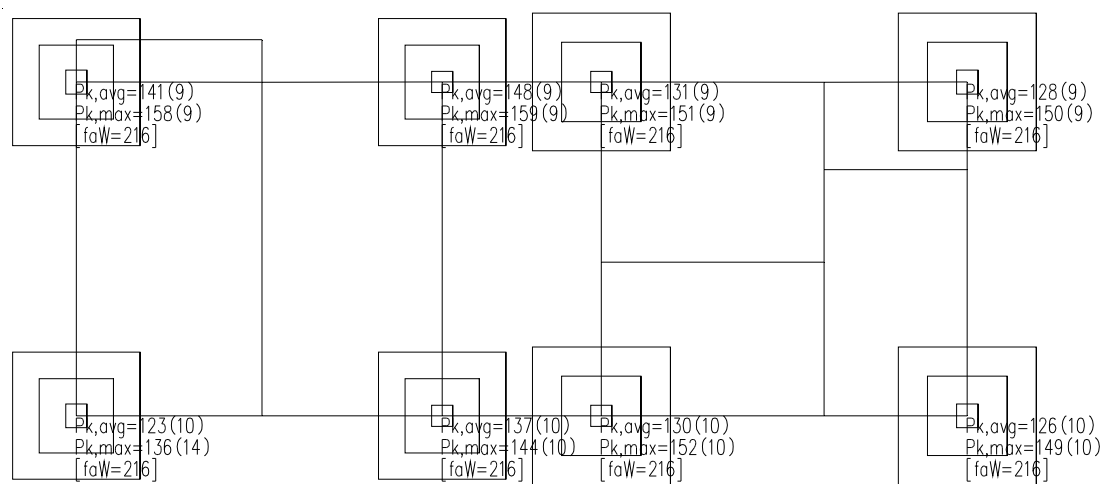 Pk,avg=141(9)
Pk,max=158(9)
[faW=216]
Pk,avg=148(9)
Pk,max=159(9)
[faW=216]
Pk,avg=131(9)
Pk,max=151(9)
[faW=216]
Pk,avg=128(9)
Pk,max=150(9)
[faW=216]
Pk,avg=123(10)
Pk,max=136(14)
[faW=216]
Pk,avg=137(10)
Pk,max=144(10)
[faW=216]
Pk,avg=130(10)
Pk,max=152(10)
[faW=216]
Pk,avg=126(10)
Pk,max=149(10)
[faW=216]